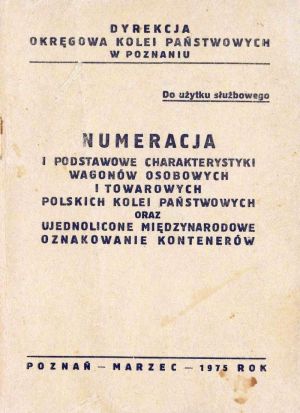 DYREKCJA
OKRĘGOWA KOLEI PAŃSTWOWYCH
W POZNANIU
Do użytku służbowego
NUMERACJA
I PODSTAWOWE CHARAKTERYSTYKI
WAGONÓW OSOBOWYCH
I TOWAROWYCH
POLSKICH KOLEI PAŃSTWOWYCH
ORAZ
UJEDNOLICONE MIĘDZYNARODOWE
OZNAKOWANIE KONTENERÓW
POZNAŃ — MARZEC — 1975 ROK